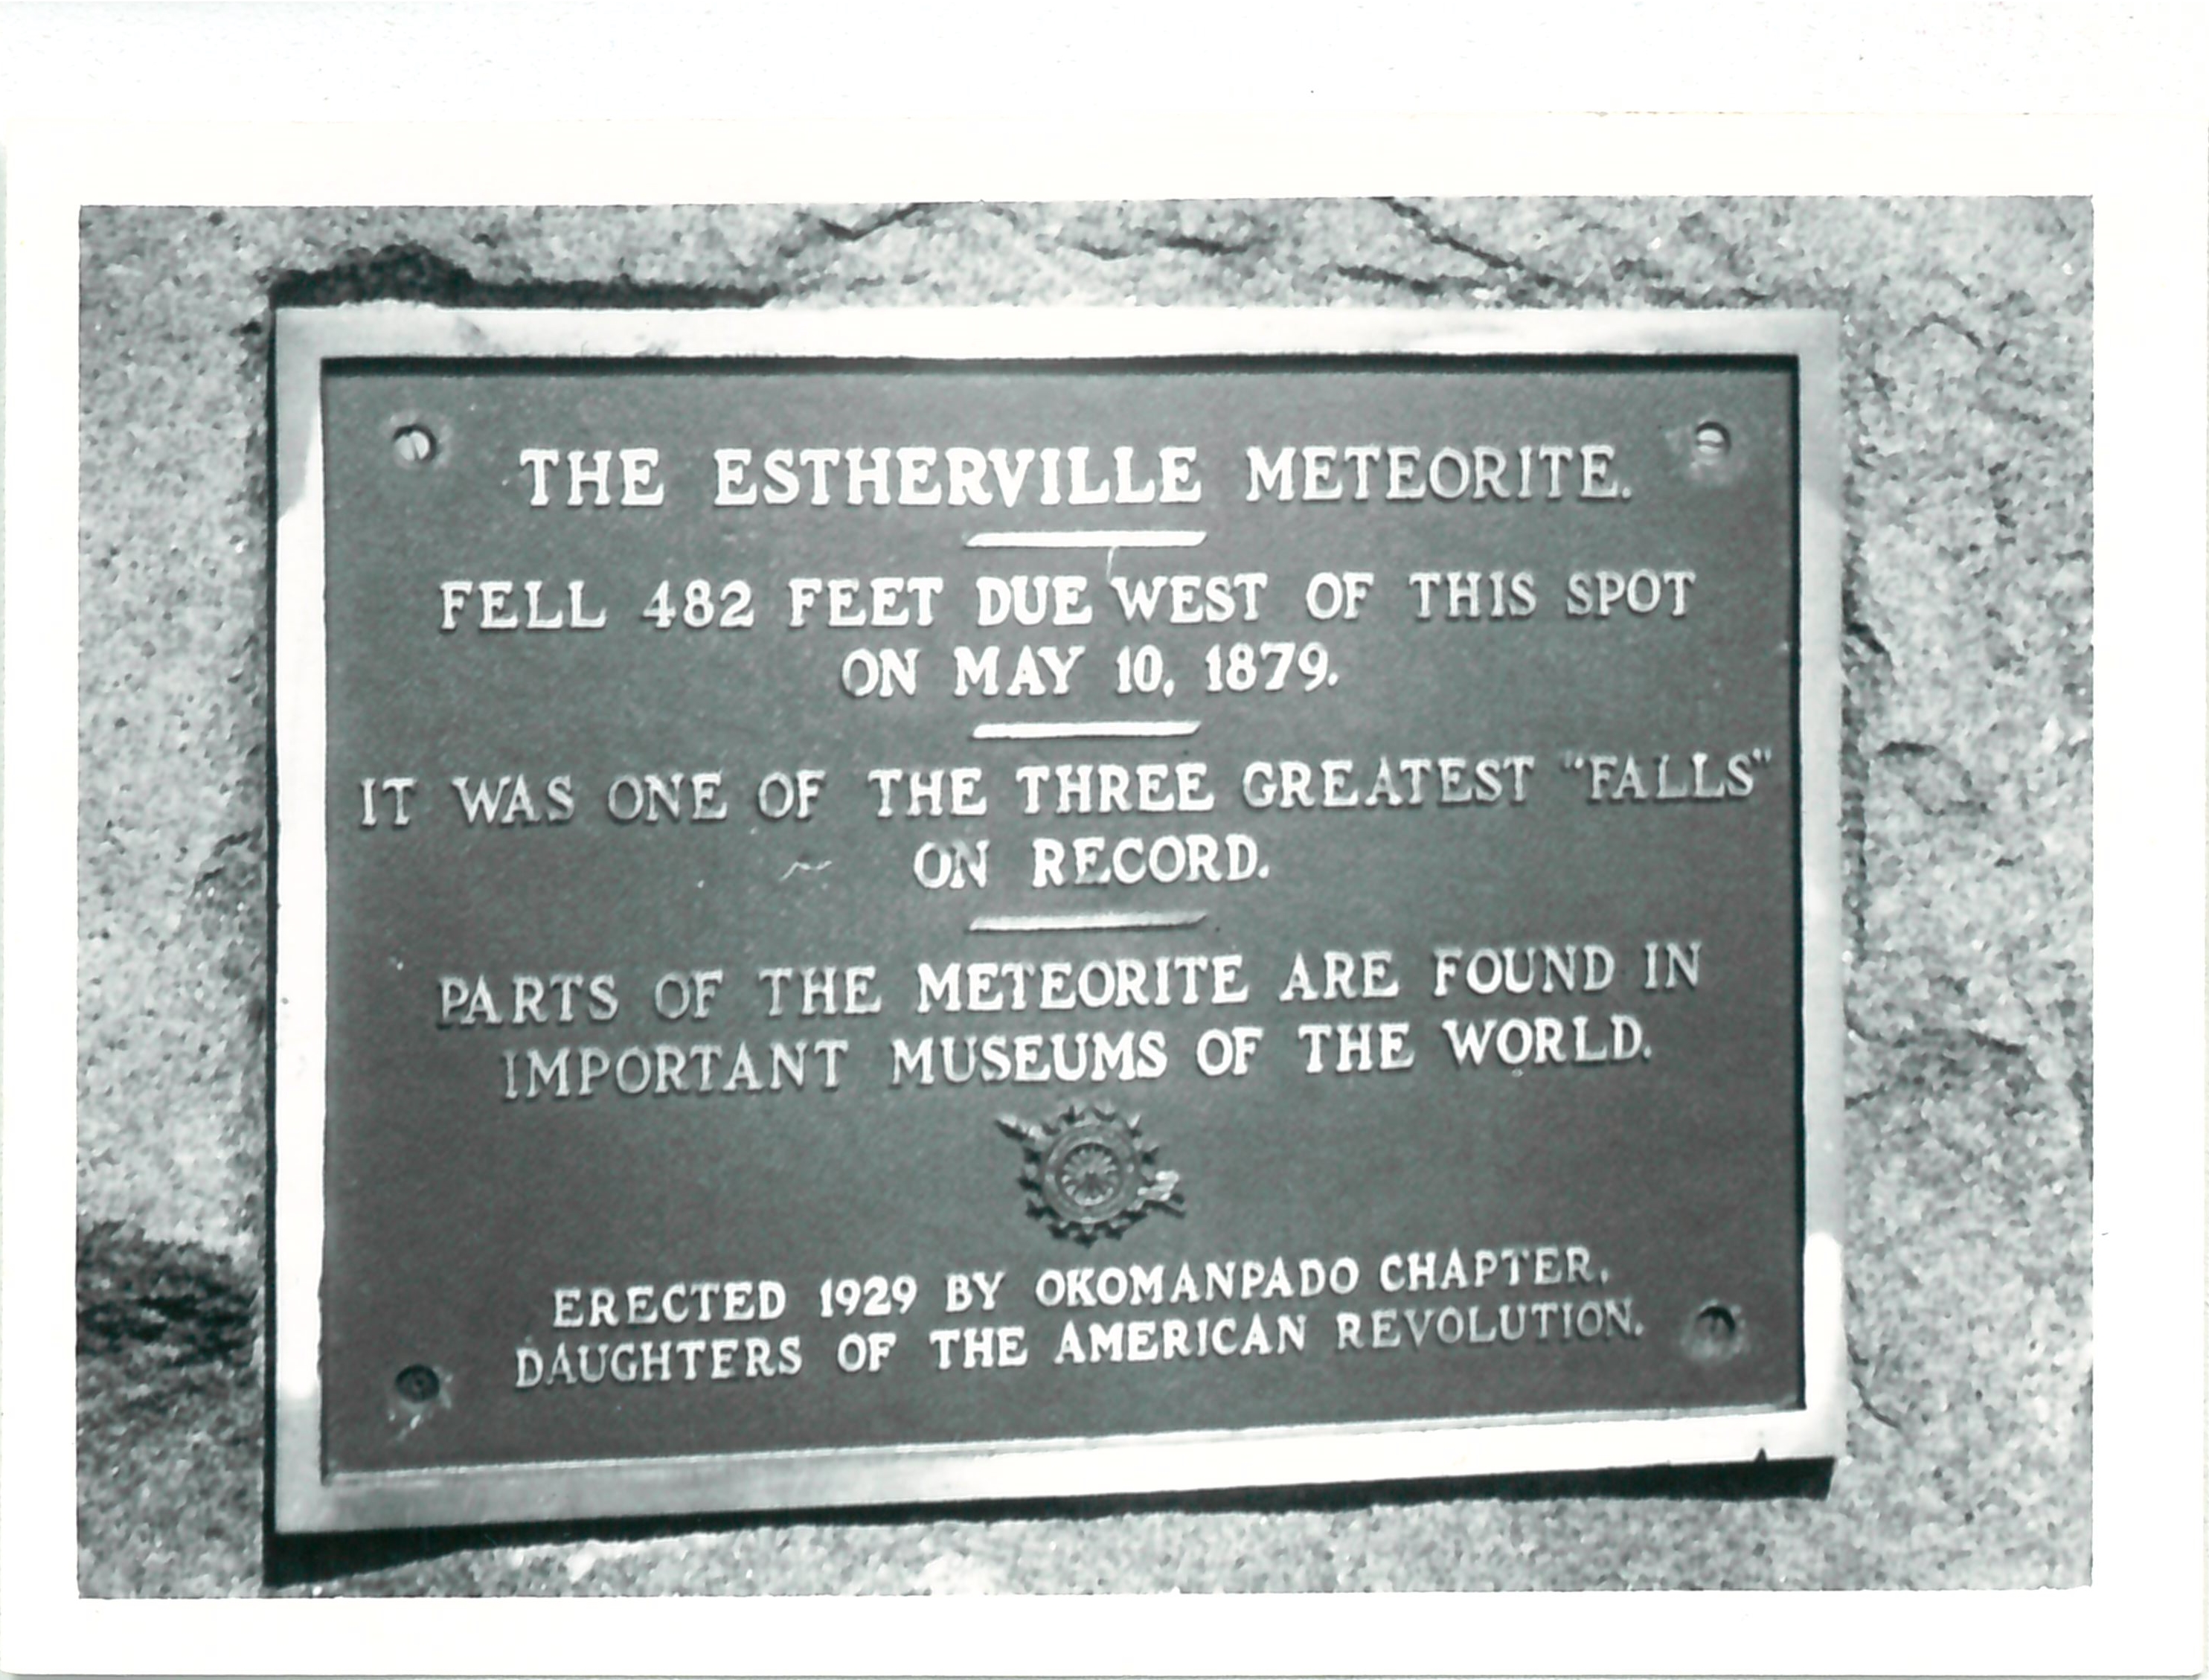 THE ESTHERVILLE METEORITE.
FELL 482 FEET DUE WEST OF THIS SPOT
ON MAY 10, 1879.
IT WAS ONE OF THE THREE GREATEST "FALLS"
ON RECORD.
PARTS OF THE METEORITE ARE FOUND IN
IMPORTANT MUSEUMS OF THE WORLD.
ERECTED 1929 BY OKOMANPADO CHAPTER,
DAUGHTERS OF THE AMERICAN REVOLUTION.